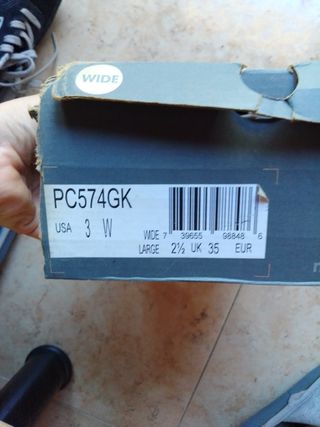 WIDE
PC574GK
USA 3 W WIDE 7 39655 98848 6
LARGE 2½ UK 35 EUR